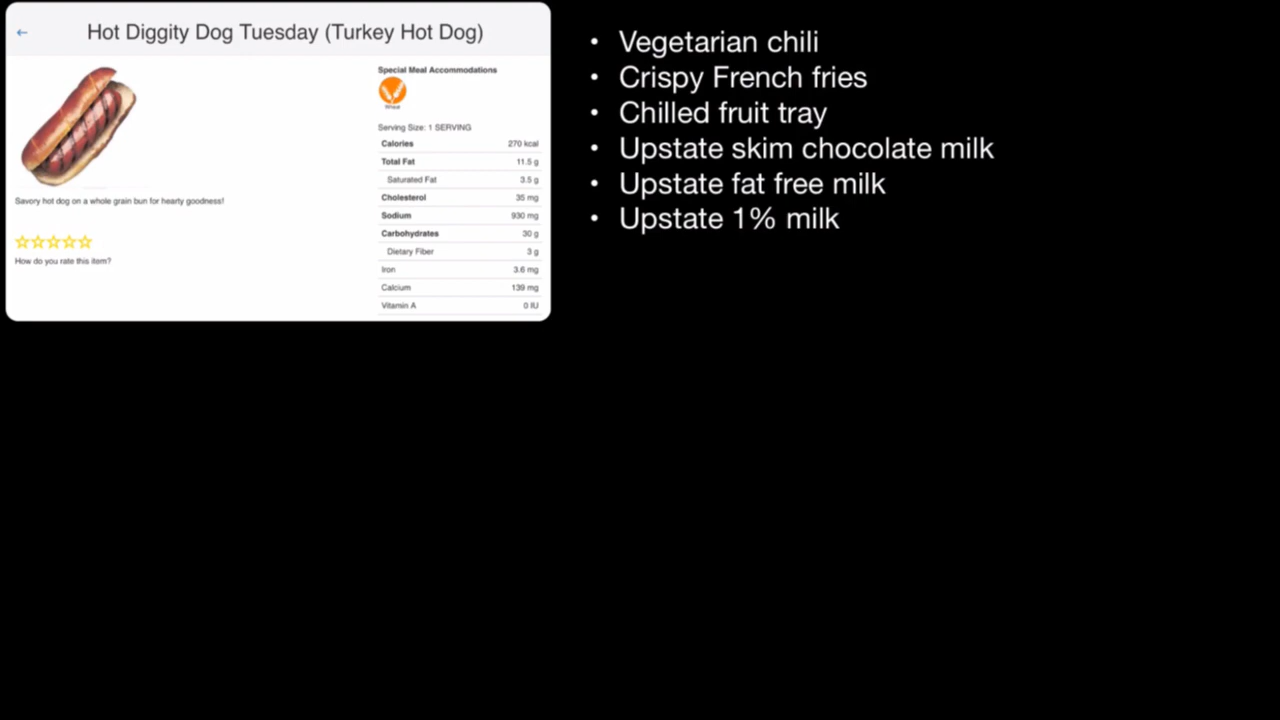 ←
Hot Diggity Dog Tuesday (Turkey Hot Dog)
Savory hot dog on a whole grain bun for hearty goodness!
How do you rate this item?
Special Meal Accommodations
Wheat
Serving Size: 1 SERVING
Calories 270 kcal
Total Fat 11.5 g
Saturated Fat 3.5 g
Cholesterol 35 mg
Sodium 930 mg
Carbohydrates 30 g
Dietary Fiber 3 g
Iron 3.6 mg
Calcium 139 mg
Vitamin A 0 IU
• Vegetarian chili
• Crispy French fries
• Chilled fruit tray
• Upstate skim chocolate milk
• Upstate fat free milk
• Upstate 1% milk